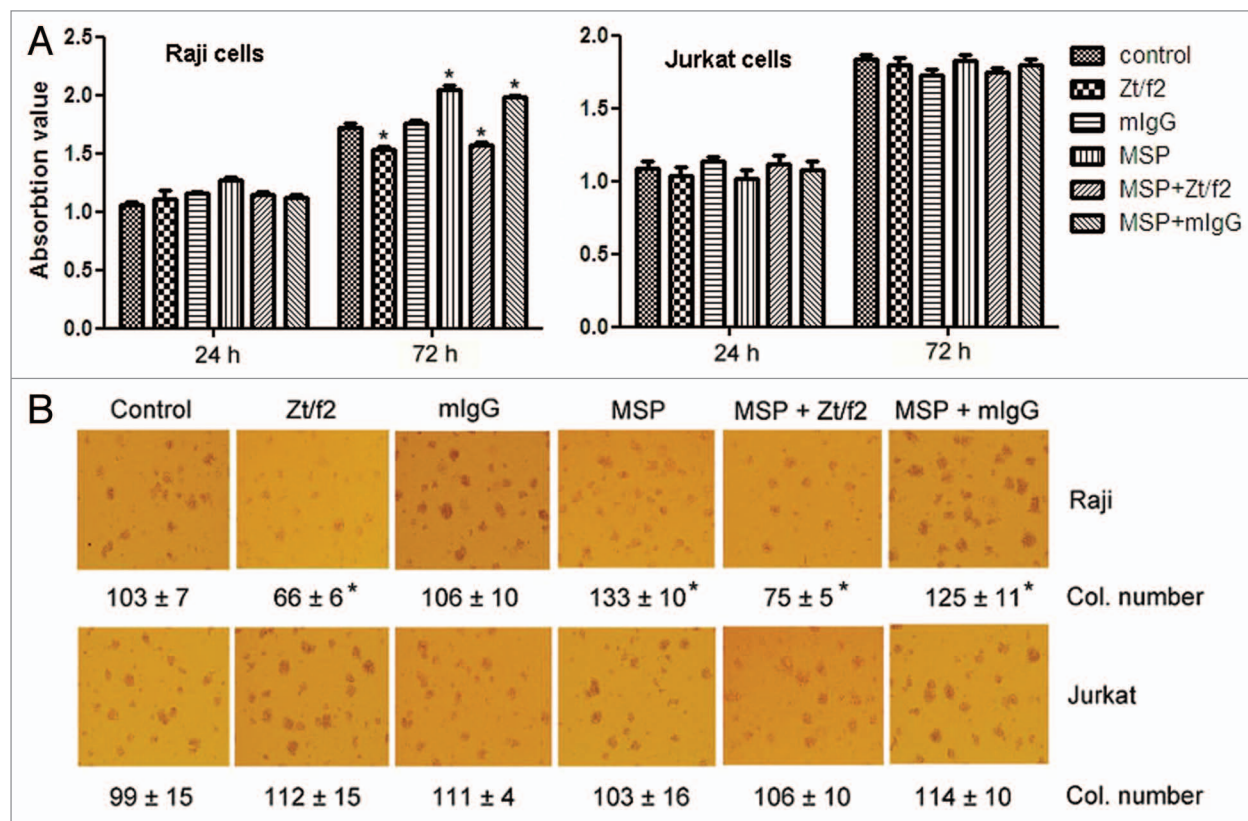 A
Raji cells
Absorbtion value
2.5
2.0
1.5
1.0
0.5
0.0
*
*
*
*
24 h
72 h
Jurkat cells
2.0
1.5
1.0
0.5
0.0
24 h
72 h
control
Zt/f2
mIgG
MSP
MSP+Zt/f2
MSP+mIgG
B
Control Zt/f2 mIgG MSP MSP + Zt/f2 MSP + mIgG
Raji
103 ± 7 66 ± 6* 106 ± 10 133 ± 10* 75 ± 5* 125 ± 11* Col. number
Jurkat
99 ± 15 112 ± 15 111 ± 4 103 ± 16 106 ± 10 114 ± 10 Col. number